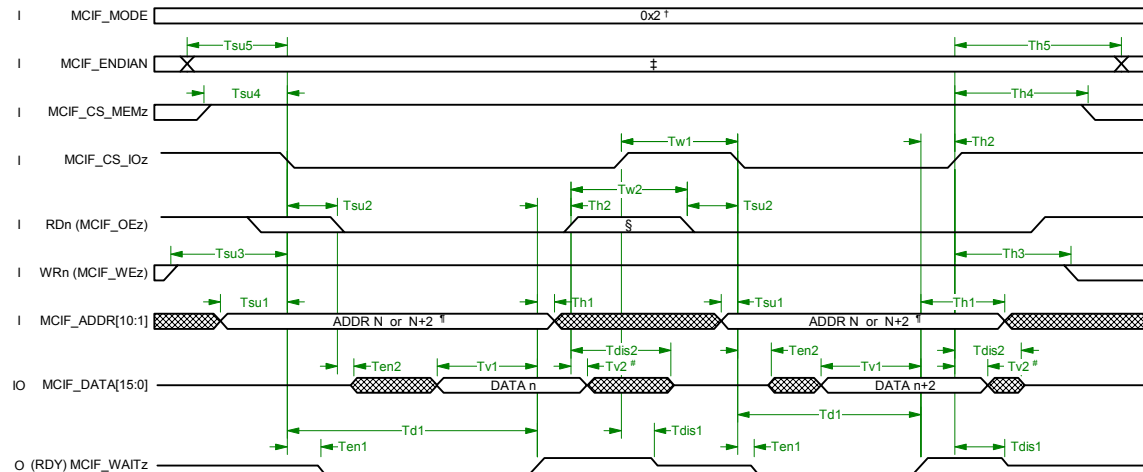 I MCIF_MODE 0x2 †
Tsu5 Th5
I MCIF_ENDIAN ‡
Tsu4 Th4
I MCIF_CS_MEMz
Tw1 Th2
I MCIF_CS_IOz
Tw2
Tsu2 Th2 Tsu2
I RDn (MCIF_OEz) §
Tsu3 Th3
I WRn (MCIF_WEz)
Tsu1 Th1 Tsu1 Th1
I MCIF_ADDR[10:1] ADDR N or N+2 ¶ ADDR N or N+2 ¶
Tdis2 Tdis2
Ten2 Tv1 Tv2 # Ten2 Tv1 Tv2 #
IO MCIF_DATA[15:0] DATA n DATA n+2
Td1 Td1
Ten1 Tdis1 Ten1 Tdis1
O (RDY) MCIF_WAITz